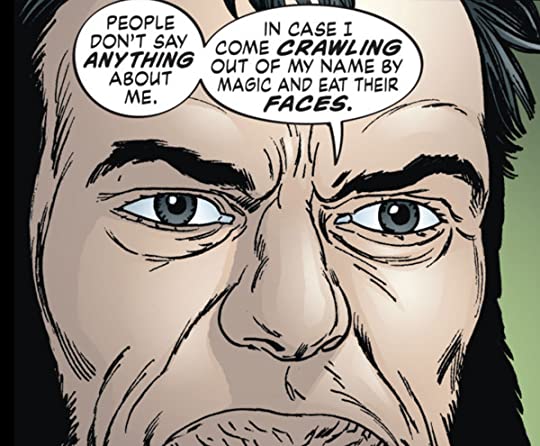 PEOPLE
DON'T SAY
ANYTHING
ABOUT
ME.
IN CASE I
COME CRAWLING
OUT OF MY NAME BY
MAGIC AND EAT THEIR
FACES.